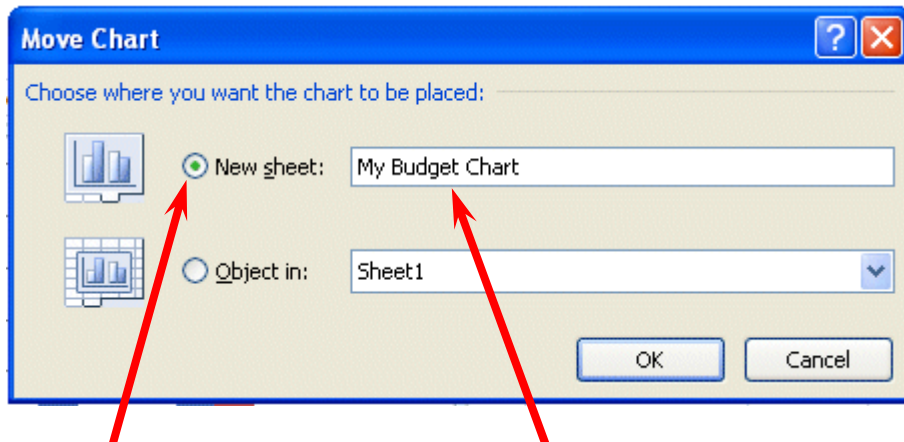 Move Chart
Choose where you want the chart to be placed:
New sheet: My Budget Chart
Object in: Sheet1
OK Cancel